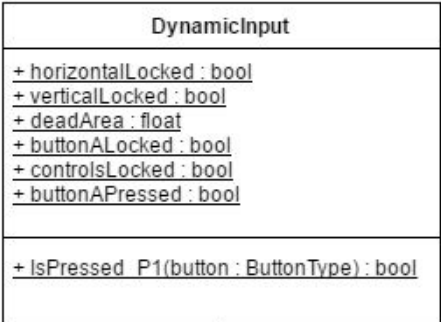 DynamicInput
+ horizontalLocked : bool
+ verticalLocked : bool
+ deadArea : float
+ buttonALocked : bool
+ controlsLocked : bool
+ buttonAPressed : bool
+ IsPressed_P1(button : ButtonType) : bool